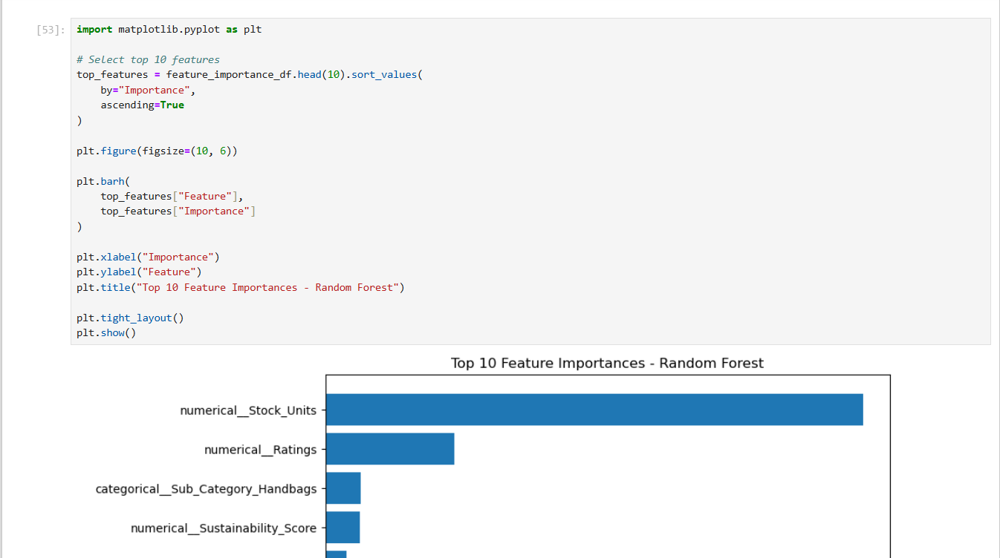 [53]: import matplotlib.pyplot as plt
# Select top 10 features
top_features = feature_importance_df.head(10).sort_values(
    by="Importance",
    ascending=True
)
plt.figure(figsize=(10, 6))
plt.barh(
    top_features["Feature"],
    top_features["Importance"]
)
plt.xlabel("Importance")
plt.ylabel("Feature")
plt.title("Top 10 Feature Importances - Random Forest")
plt.tight_layout()
plt.show()
Top 10 Feature Importances - Random Forest
numerical__Stock_Units
numerical__Ratings
categorical__Sub_Category_Handbags
numerical__Sustainability_Score